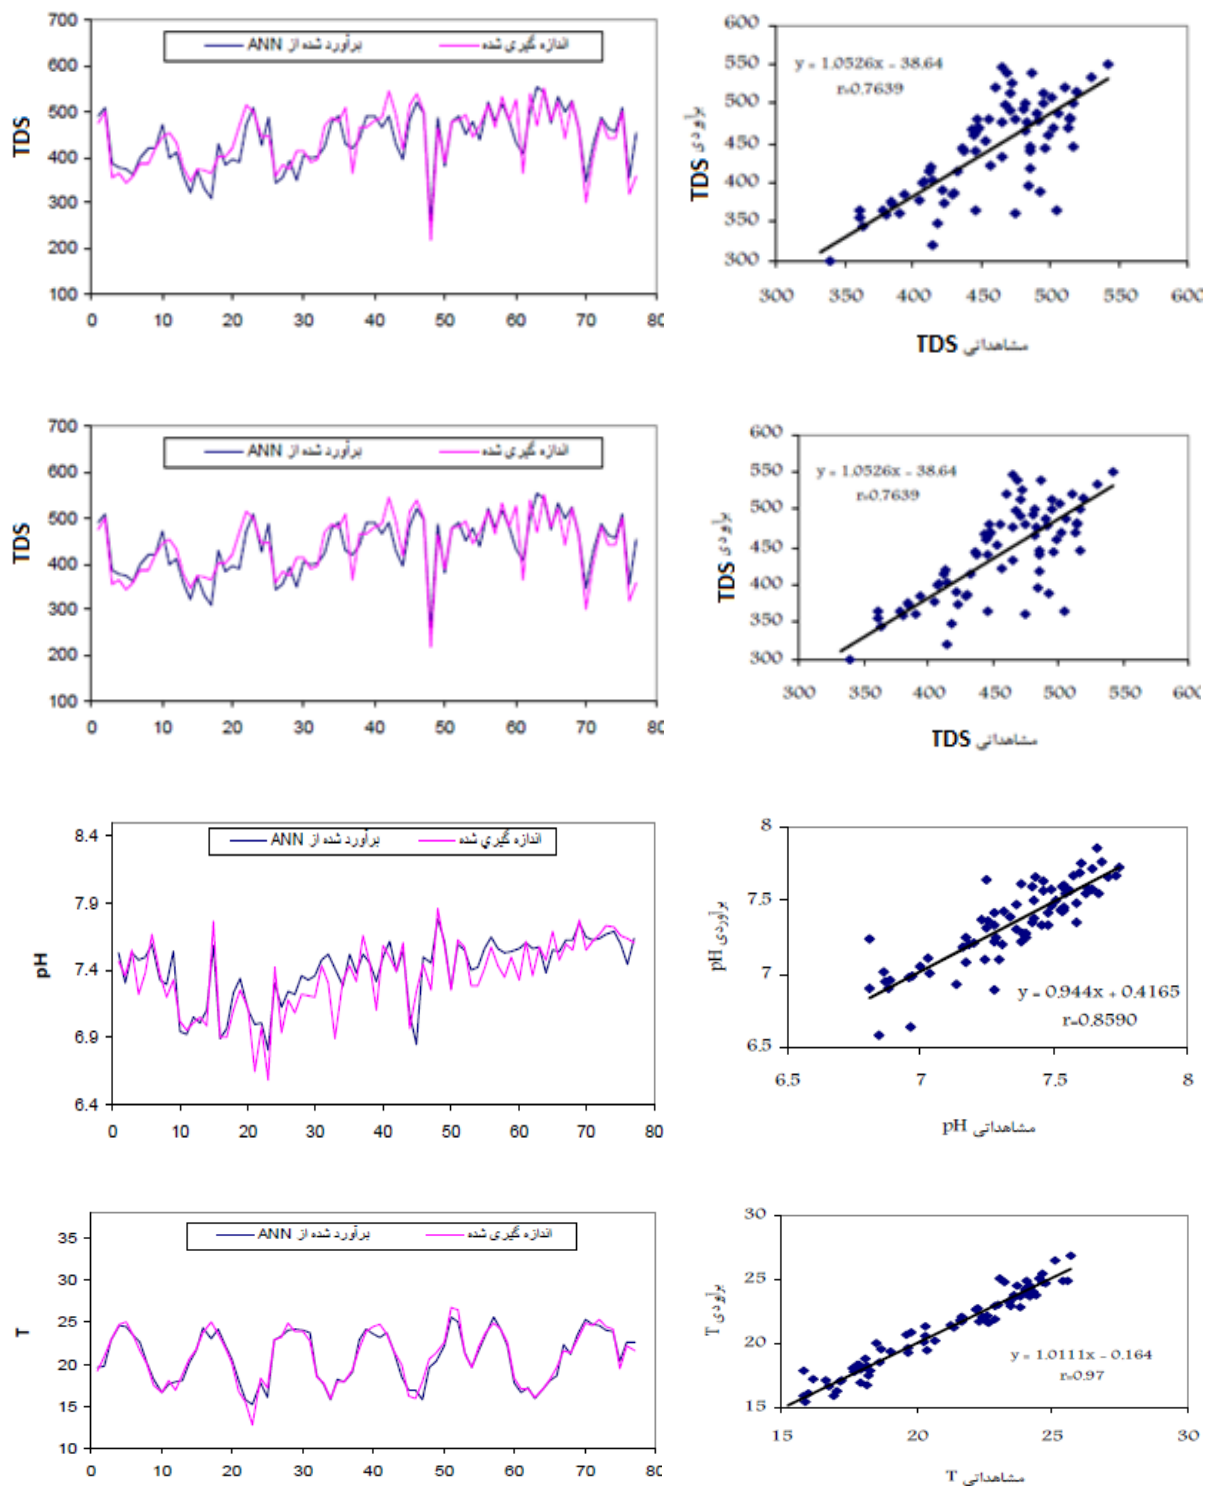 700
600
500
400
300
200
100
0 10 20 30 40 50 60 70 80
TDS
برآورد شده از ANN
اندازه گیری شده
600
550
500
450
400
350
300
300 350 400 450 500 550 600
y = 1.0526x - 38.64
r=0.7639
برآوردی TDS
مشاهداتی TDS
700
600
500
400
300
200
100
0 10 20 30 40 50 60 70 80
TDS
برآورد شده از ANN
اندازه گیری شده
600
550
500
450
400
350
300
300 350 400 450 500 550 600
y = 1.0526x - 38.64
r=0.7639
برآوردی TDS
مشاهداتی TDS
8.4
7.9
7.4
6.9
6.4
0 10 20 30 40 50 60 70 80
pH
برآورد شده از ANN
اندازه گیری شده
8
7.5
7
6.5
6.5 7 7.5 8
y = 0.944x + 0.4165
r=0.8590
برآوردی pH
مشاهداتی pH
35
30
25
20
15
10
0 10 20 30 40 50 60 70 80
T
برآورد شده از ANN
اندازه گیری شده
30
25
20
15
15 20 25 30
y = 1.0111x - 0.164
r=0.97
برآوردی T
مشاهداتی T